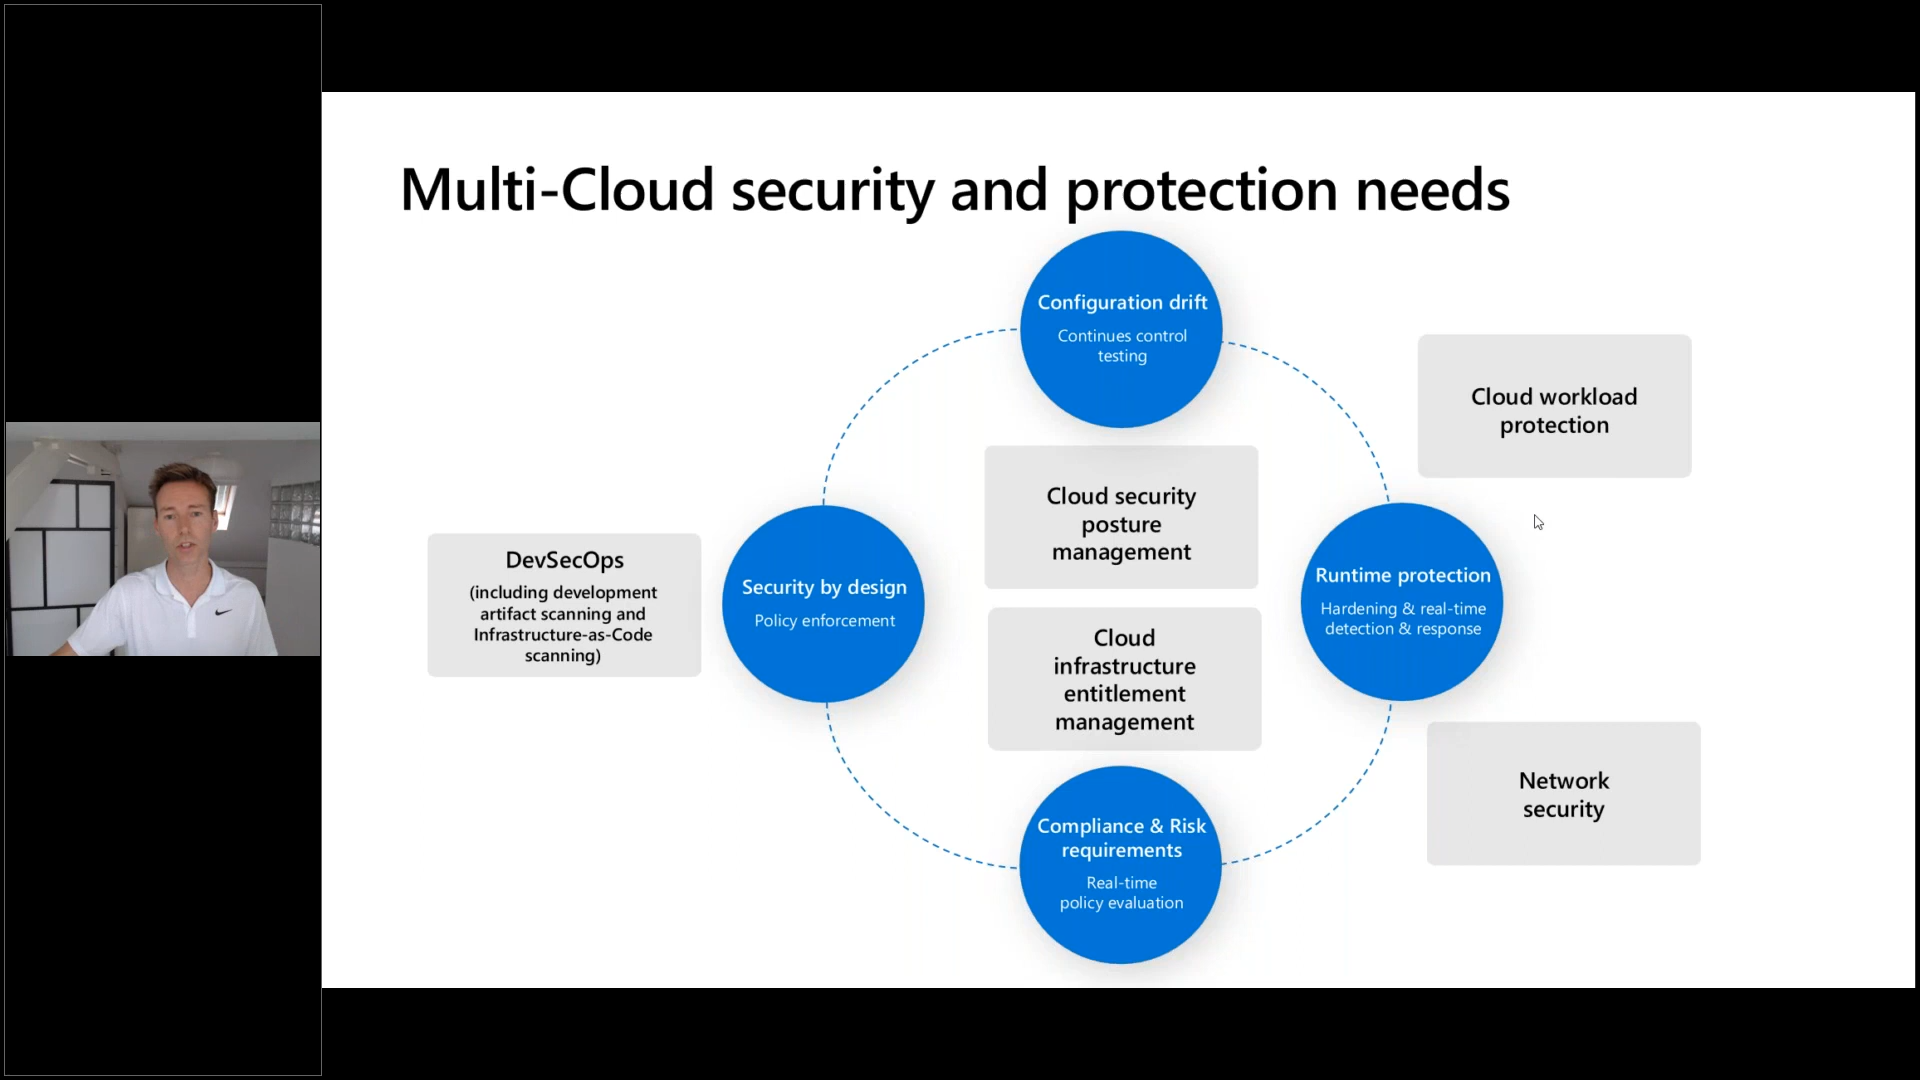 Multi-Cloud security and protection needs
Configuration drift
Continues control
testing
Cloud workload
protection
Cloud security
posture
management
DevSecOps
(including development
artifact scanning and
Infrastructure-as-Code
scanning)
Security by design
Policy enforcement
Runtime protection
Hardening & real-time
detection & response
Cloud
infrastructure
entitlement
management
Network
security
Compliance & Risk
requirements
Real-time
policy evaluation